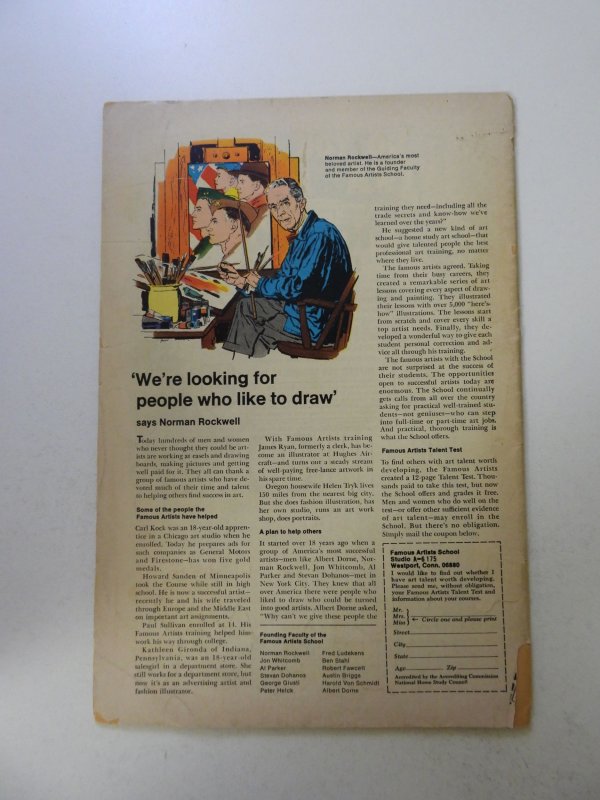 Norman Rockwell—America's most
beloved artist. He is a founder
and member of the Guiding Faculty
of the Famous Artists School.
'We're looking for
people who like to draw'
says Norman Rockwell
Today hundreds of men and women
who never thought they could be art-
ists are working at easels and drawing
boards, making pictures and getting
well paid for it. They all can thank a
group of famous artists who have de-
voted much of their time and talent
to helping others find success in art.
Some of the people the
Famous Artists have helped
Carl Kock was an 18-year-old appren-
tice in a Chicago art studio when he
enrolled. Today he prepares ads for
such companies as General Motors
and Firestone—has won five gold
medals.
Howard Sanden of Minneapolis
took the Course while still in high
school. He is now a successful artist—
recently he and his wife traveled
through Europe and the Middle East
on important art assignments.
Paul Sullivan enrolled at 14. His
Famous Artists training helped him
work his way through college.
Kathleen Gironda of Indiana,
Pennsylvania, was an 18-year-old
salesgirl in a department store. She
still works for a department store, but
now it's as an advertising artist and
fashion illustrator.
With Famous Artists training
James Ryan, formerly a clerk, has be-
come an illustrator at Hughes Air-
craft—and turns out a steady stream
of well-paying free-lance artwork in
his spare time.
Oregon housewife Helen Tryk lives
150 miles from the nearest big city.
But she does fashion illustration, has
her own studio, runs an art work
shop, does portraits.
A plan to help others
It started over 18 years ago when a
group of America's most successful
artists—men like Albert Dorne, Nor-
man Rockwell, Jon Whitcomb, Al
Parker and Stevan Dohanos—met in
New York City. They knew that all
over America there were people who
liked to draw who could be turned
into good artists. Albert Dorne asked,
"Why can't we give these people the
Founding Faculty of the
Famous Artists School
Norman Rockwell
Jon Whitcomb
Al Parker
Stevan Dohanos
George Giusti
Peter Helck
Fred Ludekens
Ben Stahl
Robert Fawcett
Austin Briggs
Harold Von Schmidt
Albert Dorne
training they need—including all the
trade secrets and know-how we've
learned over the years?"
He suggested a new kind of art
school—a home study art school—that
would give talented people the best
professional art training, no matter
where they live.
The famous artists agreed. Taking
time from their busy careers, they
created a remarkable series of art
lessons covering every aspect of draw-
ing and painting. They illustrated
their lessons with over 5,000 "here's-
how" illustrations. The lessons start
from scratch and cover every skill a
top artist needs. Finally, they de-
veloped a wonderful way to give each
student personal correction and ad-
vice all through his training.
The famous artists with the School
are not surprised at the success of
their students. The opportunities
open to successful artists today are
enormous. The School continually
gets calls from all over the country
asking for practical well-trained stu-
dents—not geniuses—who can step
into full-time or part-time art jobs.
And practical, thorough training is
what the School offers.
Famous Artists Talent Test
To find others with art talent worth
developing, the Famous Artists
created a 12-page Talent Test. Thou-
sands paid to take this test, but now
the School offers and grades it free.
Men and women who do well on the
test—or offer other sufficient evidence
of art talent—may enroll in the
School. But there's no obligation.
Simply mail the coupon below.
Famous Artists School
Studio A-6175
Westport, Conn. 06880
I would like to find out whether I
have art talent worth developing.
Please send me, without obligation,
your Famous Artists Talent Test and
information about your courses.
Mr.
Mrs.
Miss
Circle one and please print
Street
City
State
Age Zip
Accredited by the Accrediting Commission
National Home Study Council